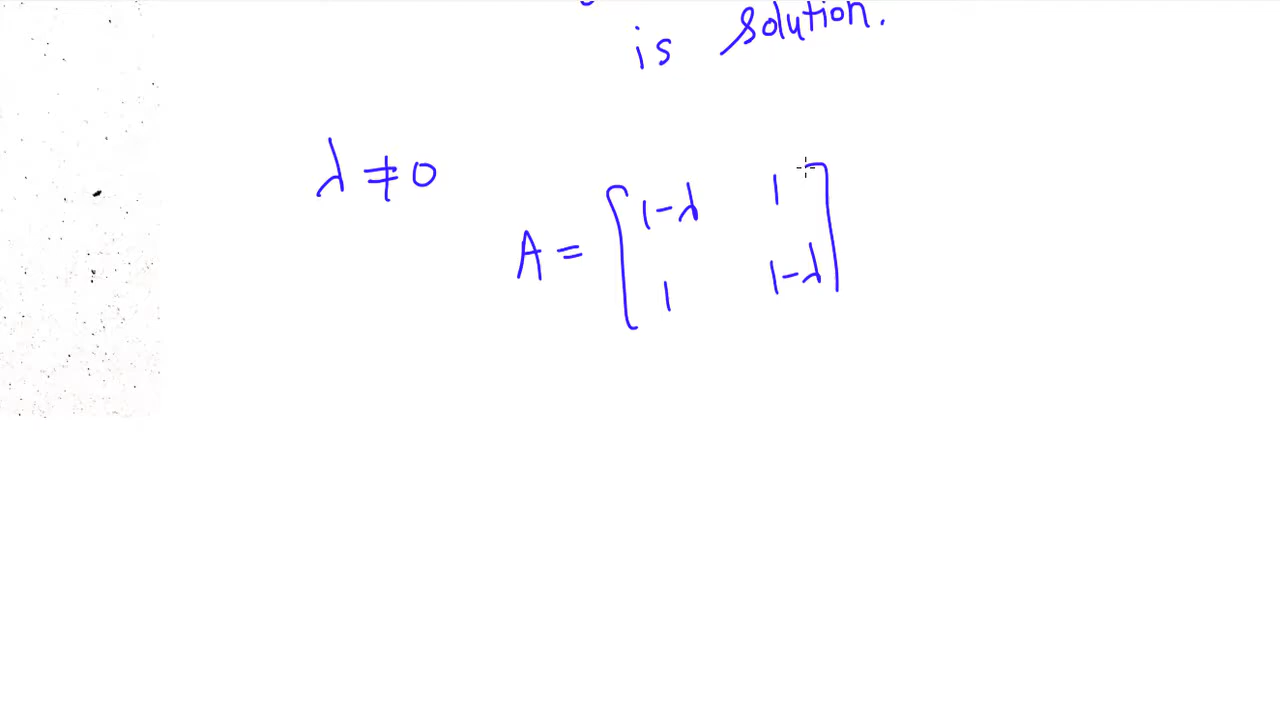 is solution.
λ ≠ 0
A = [ 1-λ 1
1 1-λ ]